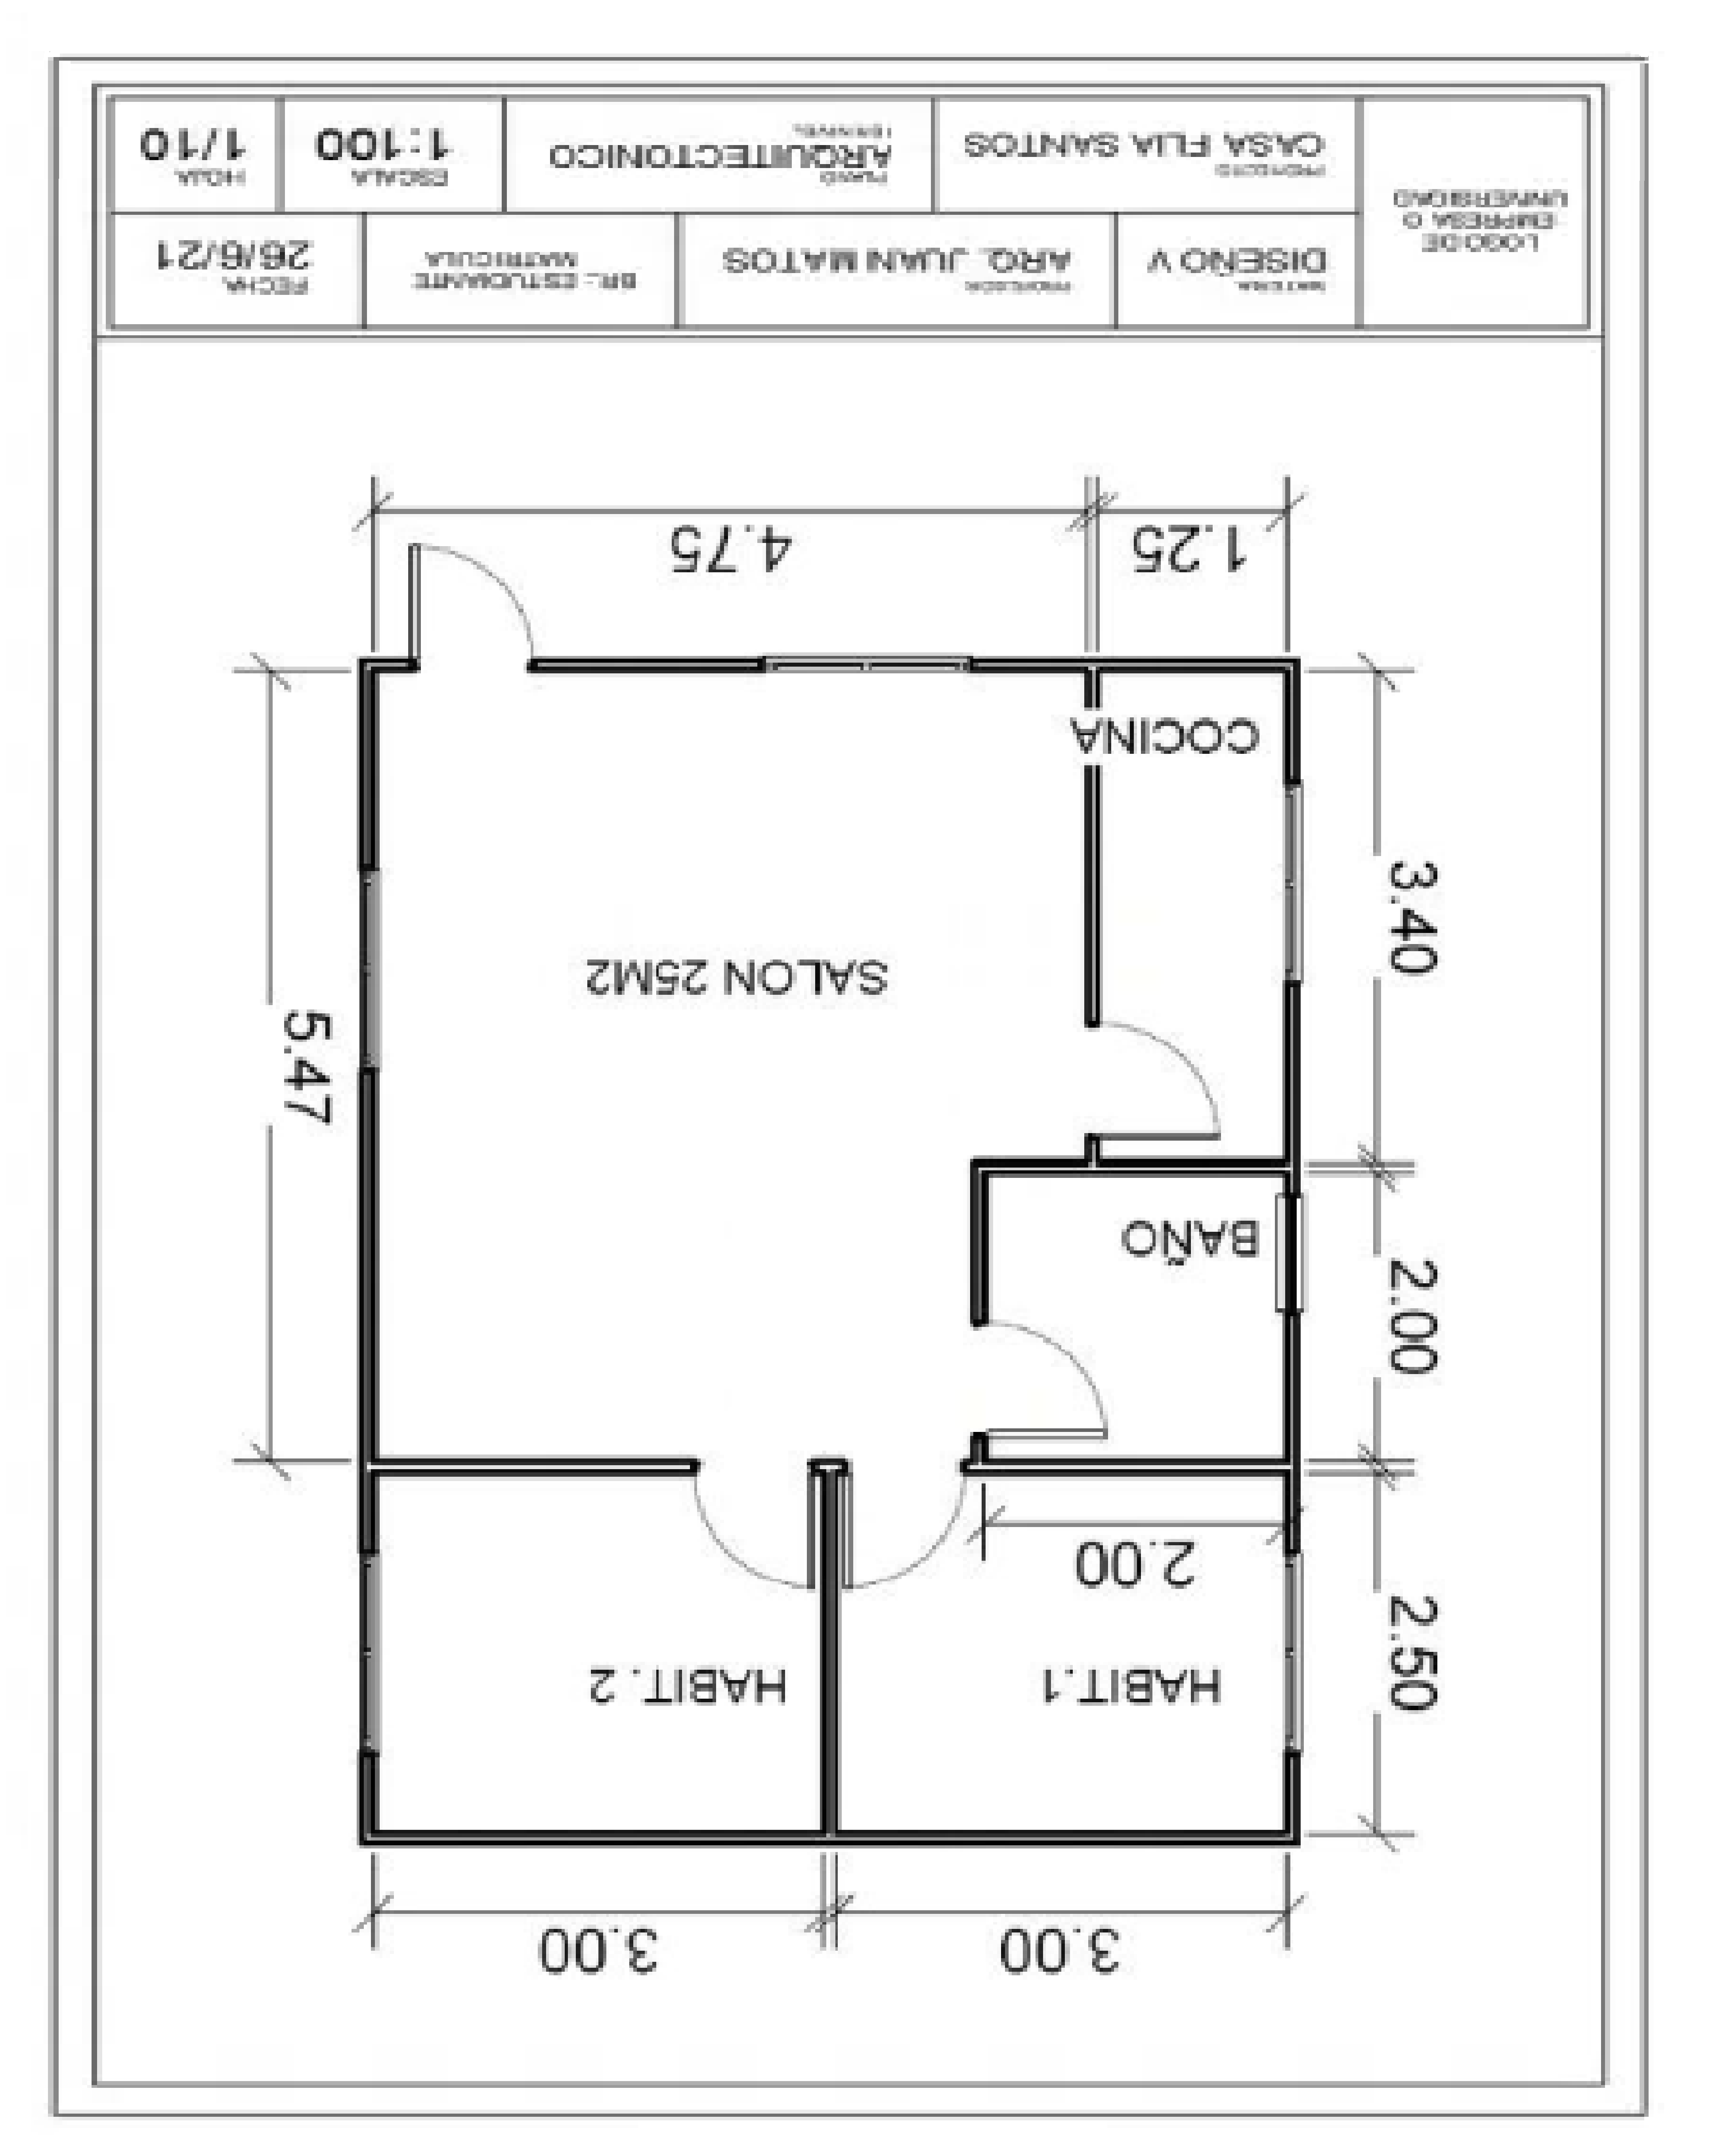 3.00
3.00
HABIT.1
HABIT. 2
2.50
2.00
2.00
BAÑO
5.47
SALON 25M2
3.40
COCINA
1.25
4.75
LOGO DE
EMPRESA O
UNIVERSIDAD
MATERIA
DISEÑO V
PROFESOR
ARQ. JUAN MATOS
BR.: ESTUDIANTE
MATRICULA
FECHA
26/6/21
PROYECTO
CASA FLIA SANTOS
PLANO
ARQUITECTONICO
1ER NIVEL
ESCALA
1:100
HOJA
1/10